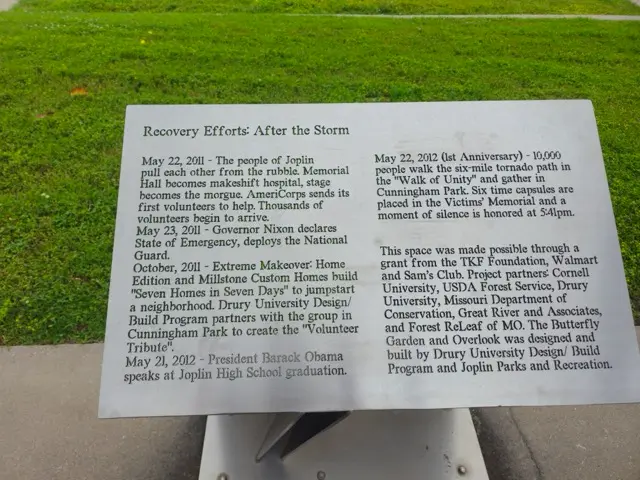 Recovery Efforts: After the Storm
May 22, 2011 - The people of Joplin
pull each other from the rubble. Memorial
Hall becomes makeshift hospital, stage
becomes the morgue. AmeriCorps sends its
first volunteers to help. Thousands of
volunteers begin to arrive.
May 23, 2011 - Governor Nixon declares
State of Emergency, deploys the National
Guard.
October, 2011 - Extreme Makeover: Home
Edition and Millstone Custom Homes build
"Seven Homes in Seven Days" to jumpstart
a neighborhood. Drury University Design/
Build Program partners with the group in
Cunningham Park to create the "Volunteer
Tribute".
May 21, 2012 - President Barack Obama
speaks at Joplin High School graduation.
May 22, 2012 (1st Anniversary) - 10,000
people walk the six-mile tornado path in
the "Walk of Unity" and gather in
Cunningham Park. Six time capsules are
placed in the Victims' Memorial and a
moment of silence is honored at 5:41pm.
This space was made possible through a
grant from the TKF Foundation, Walmart
and Sam's Club. Project partners: Cornell
University, USDA Forest Service, Drury
University, Missouri Department of
Conservation, Great River and Associates,
and Forest ReLeaf of MO. The Butterfly
Garden and Overlook was designed and
built by Drury University Design/ Build
Program and Joplin Parks and Recreation.